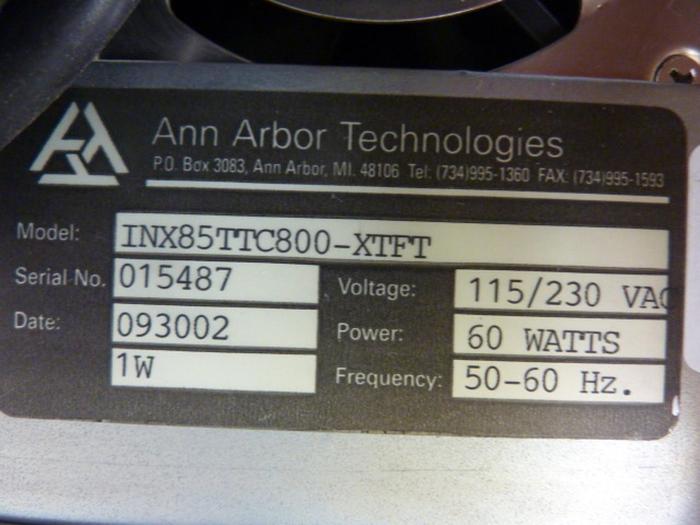 Ann Arbor Technologies
P.O. Box 3083, Ann Arbor, MI. 48106 Tel: (734)995-1360 FAX: (734)995-1593
Model: INX85TTC800-XTFT
Serial No. 015487
Voltage: 115/230 VAC
Date: 093002
Power: 60 WATTS
1W
Frequency: 50-60 Hz.